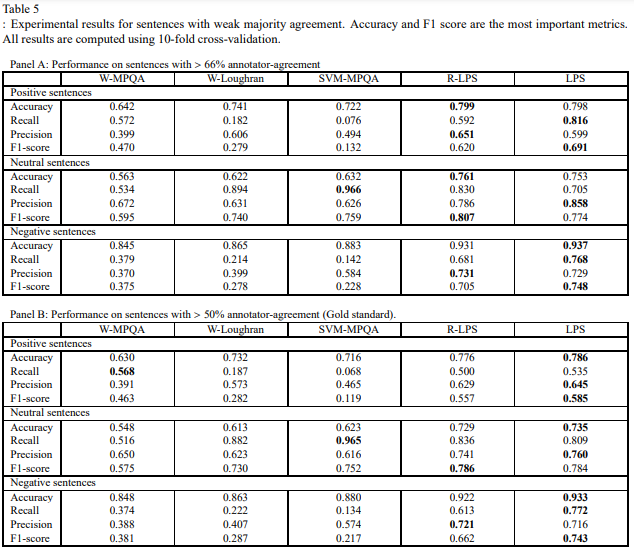 Table 5
: Experimental results for sentences with weak majority agreement. Accuracy and F1 score are the most important metrics.
All results are computed using 10-fold cross-validation.
Panel A: Performance on sentences with > 66% annotator-agreement
W-MPQA W-Loughran SVM-MPQA R-LPS LPS
Positive sentences
Accuracy 0.642 0.741 0.722 0.799 0.798
Recall 0.572 0.182 0.076 0.592 0.816
Precision 0.399 0.606 0.494 0.651 0.599
F1-score 0.470 0.279 0.132 0.620 0.691
Neutral sentences
Accuracy 0.563 0.622 0.632 0.761 0.753
Recall 0.534 0.894 0.966 0.830 0.705
Precision 0.672 0.631 0.626 0.786 0.858
F1-score 0.595 0.740 0.759 0.807 0.774
Negative sentences
Accuracy 0.845 0.865 0.883 0.931 0.937
Recall 0.379 0.214 0.142 0.681 0.768
Precision 0.370 0.399 0.584 0.731 0.729
F1-score 0.375 0.278 0.228 0.705 0.748
Panel B: Performance on sentences with > 50% annotator-agreement (Gold standard).
W-MPQA W-Loughran SVM-MPQA R-LPS LPS
Positive sentences
Accuracy 0.630 0.732 0.716 0.776 0.786
Recall 0.568 0.187 0.068 0.500 0.535
Precision 0.391 0.573 0.465 0.629 0.645
F1-score 0.463 0.282 0.119 0.557 0.585
Neutral sentences
Accuracy 0.548 0.613 0.623 0.729 0.735
Recall 0.516 0.882 0.965 0.836 0.809
Precision 0.650 0.623 0.616 0.741 0.760
F1-score 0.575 0.730 0.752 0.786 0.784
Negative sentences
Accuracy 0.848 0.863 0.880 0.922 0.933
Recall 0.374 0.222 0.134 0.613 0.772
Precision 0.388 0.407 0.574 0.721 0.716
F1-score 0.381 0.287 0.217 0.662 0.743